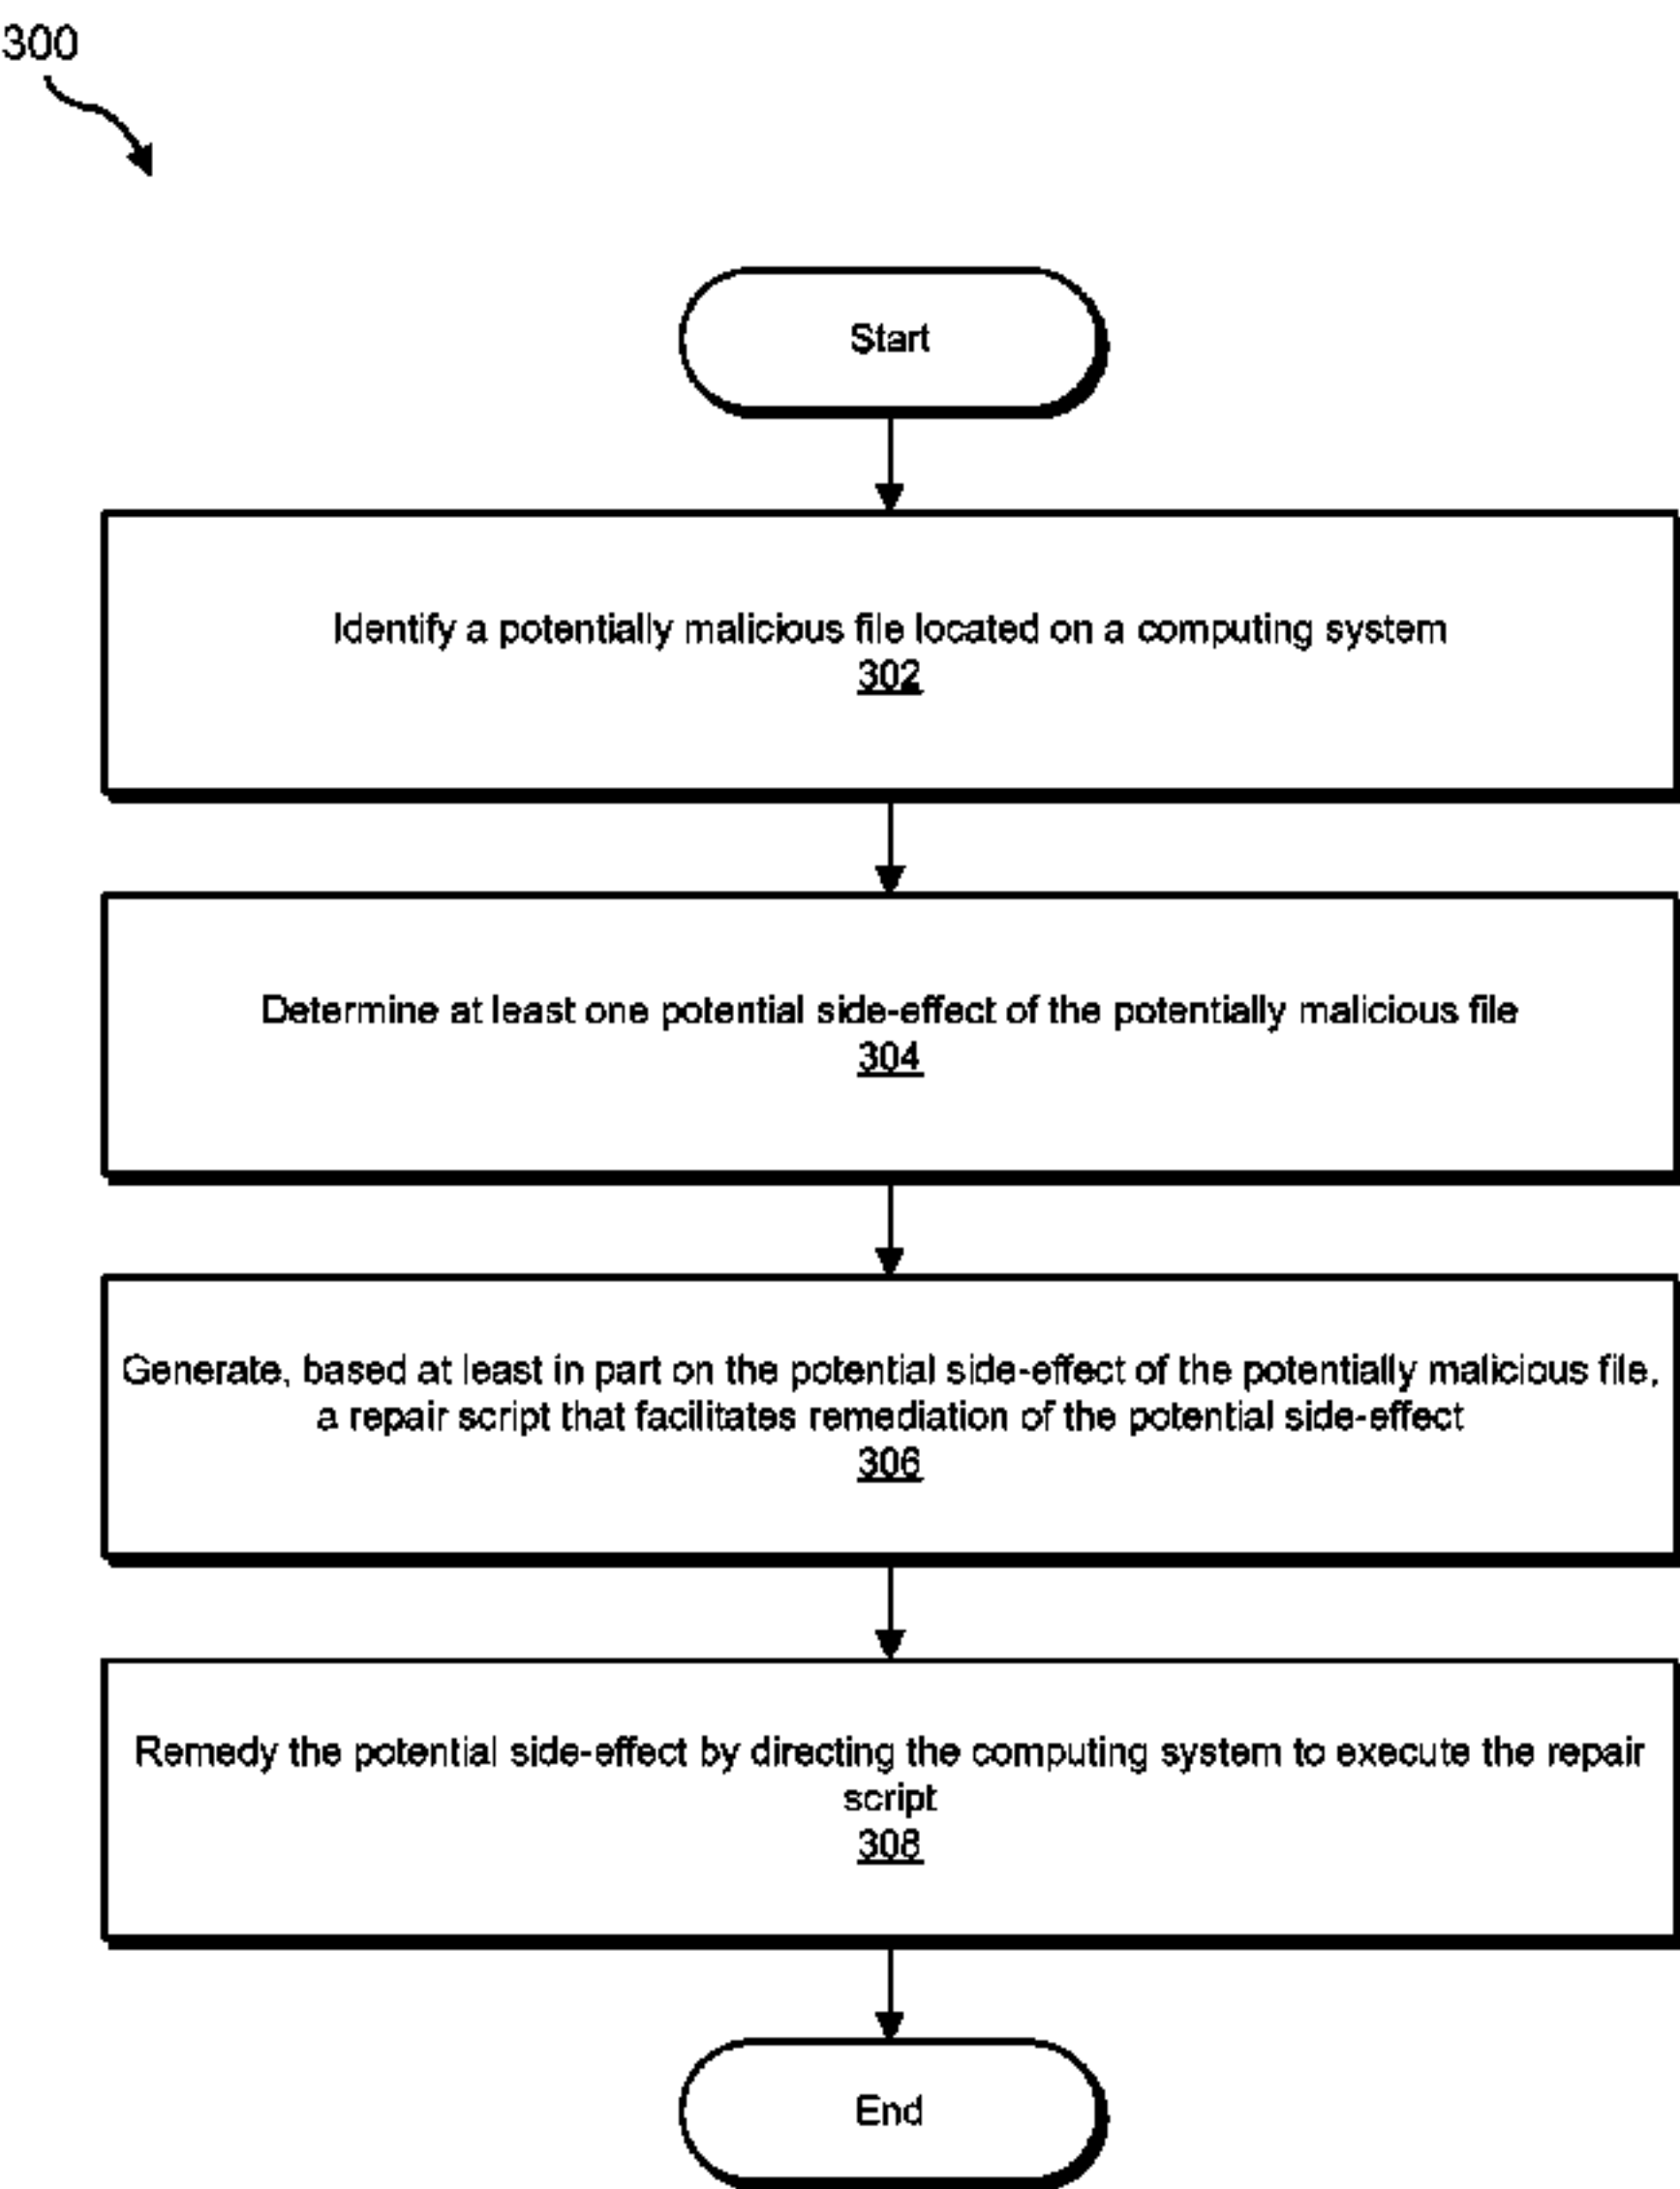 300
Start
Identify a potentially malicious file located on a computing system
302
Determine at least one potential side-effect of the potentially malicious file
304
Generate, based at least in part on the potential side-effect of the potentially malicious file,
a repair script that facilitates remediation of the potential side-effect
306
Remedy the potential side-effect by directing the computing system to execute the repair
script
308
End